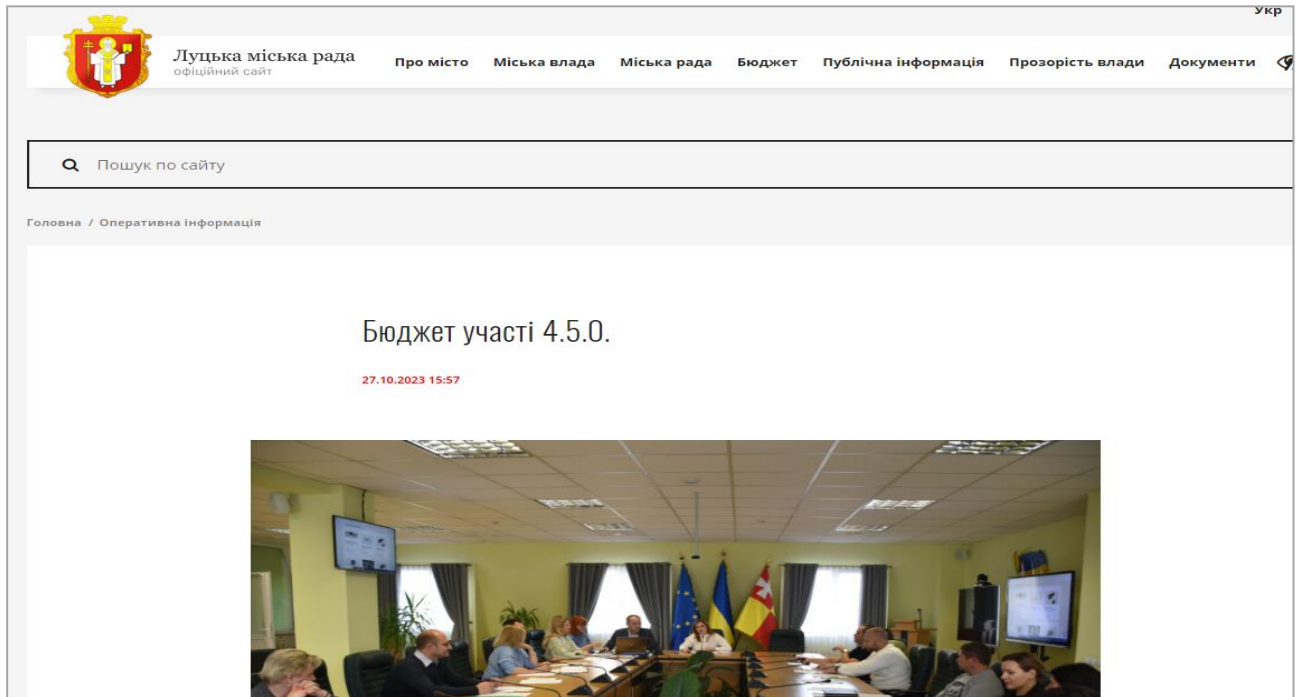 Укр
Луцька міська рада
офіційний сайт
Про місто Міська влада Міська рада Бюджет Публічна інформація Прозорість влади Документи
Пошук по сайту
Головна / Оперативна інформація
Бюджет участі 4.5.0.
27.10.2023 15:57